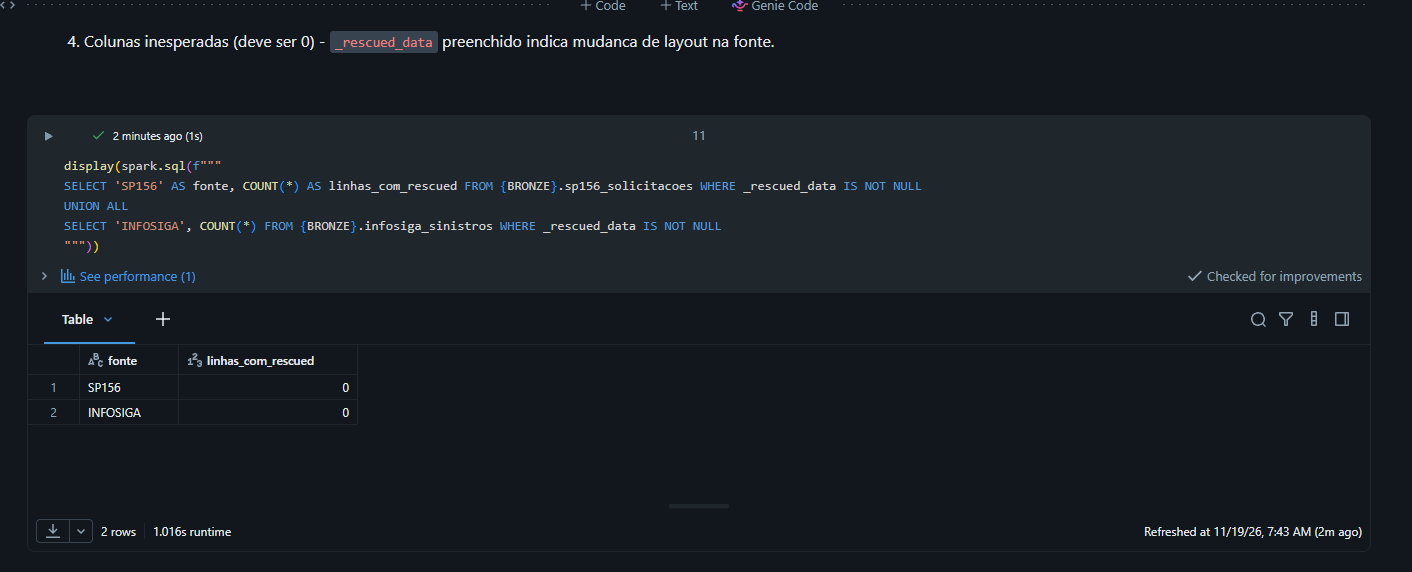 Code Text Genie Code
4. Colunas inesperadas (deve ser 0) - _rescued_data preenchido indica mudanca de layout na fonte.
2 minutes ago (1s) 11
display(spark.sql(f"""
SELECT 'SP156' AS fonte, COUNT(*) AS linhas_com_rescued FROM {BRONZE}.sp156_solicitacoes WHERE _rescued_data IS NOT NULL
UNION ALL
SELECT 'INFOSIGA', COUNT(*) FROM {BRONZE}.infosiga_sinistros WHERE _rescued_data IS NOT NULL
"""))
See performance (1) Checked for improvements
Table
fonte linhas_com_rescued
1 SP156 0
2 INFOSIGA 0
2 rows 1.016s runtime Refreshed at 11/19/26, 7:43 AM (2m ago)